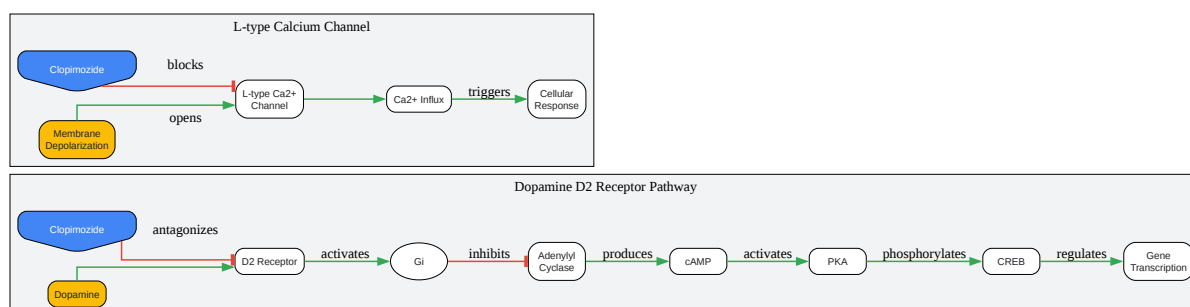 L-type Calcium Channel
Clopimozide
blocks
L-type Ca2+
Channel
Ca2+ Influx
triggers
Cellular
Response
opens
Membrane
Depolarization
Dopamine D2 Receptor Pathway
Clopimozide
antagonizes
D2 Receptor
activates
Gi
inhibits
Adenylyl
Cyclase
produces
cAMP
activates
PKA
phosphorylates
CREB
regulates
Gene
Transcription
Dopamine